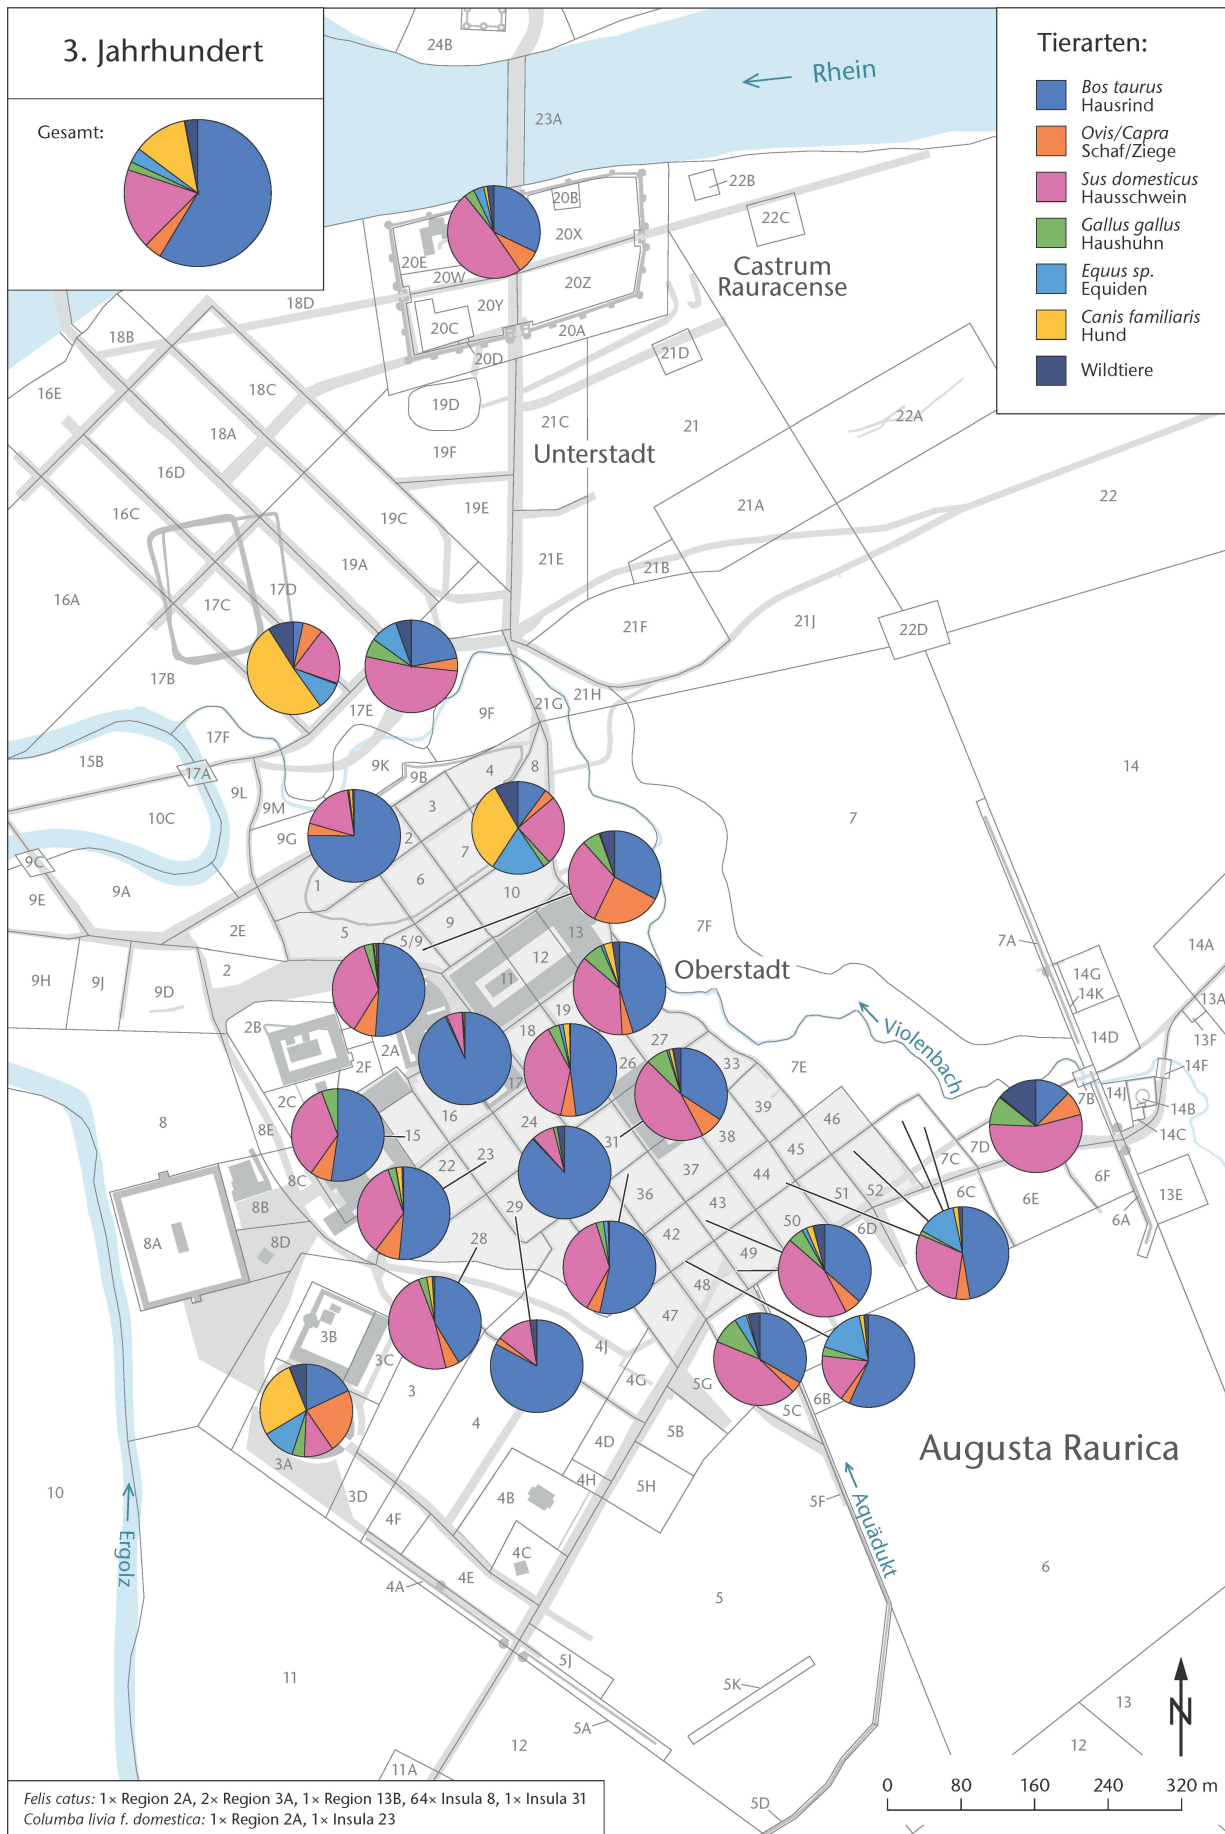 3. Jahrhundert
Gesamt:
Tierarten:
Bos taurus
Hausrind
Ovis/Capra
Schaf/Ziege
Sus domesticus
Hausschwein
Gallus gallus
Haushuhn
Equus sp.
Equiden
Canis familiaris
Hund
Wildtiere
24B
Rhein
23A
22B
20B
22C
20X
20E
20W
Castrum
Rauracense
20Z
20Y
18D
20C
20A
18B
20D
21D
16E
18C
19D
21C
22A
18A
21
19F
Unterstadt
16D
22
16C
19E
21A
19C
21E
19A
21B
17D
16A
17C
21J
21F
22D
17B
21H
21G
17E
9F
17F
15B
9K
4
8
14
17A
9B
9L
3
9M
10C
7
9G
2
7
9C
6
1
9A
10
9E
9
7F
2E
5
5/9
13
7A
14A
12
Oberstadt
2
14G
9H
9J
11
9D
14K
13A
19
2B
18
27
14D
13F
Violenbach
2A
26
33
7E
2F
14F
17
14J
7B
2C
39
14B
16
46
8
24
8E
15
31
38
14C
45
7D
23
7C
22
37
44
6F
8C
51
52
6C
13E
29
36
6E
8B
43
6A
50
6D
8A
8D
42
28
49
48
47
3B
4J
3C
4G
5G
3
6B
5C
4
5B
4D
Augusta Raurica
3A
4H
5H
10
3D
4B
5F
4F
Aquädukt
Ergolz
4C
6
4E
4A
5
5J
11
5K
13
5A
12
12
11A
0 80 160 240 320 m
5D
N
Felis catus: 1× Region 2A, 2× Region 3A, 1× Region 13B, 64× Insula 8, 1× Insula 31
Columba livia f. domestica: 1× Region 2A, 1× Insula 23